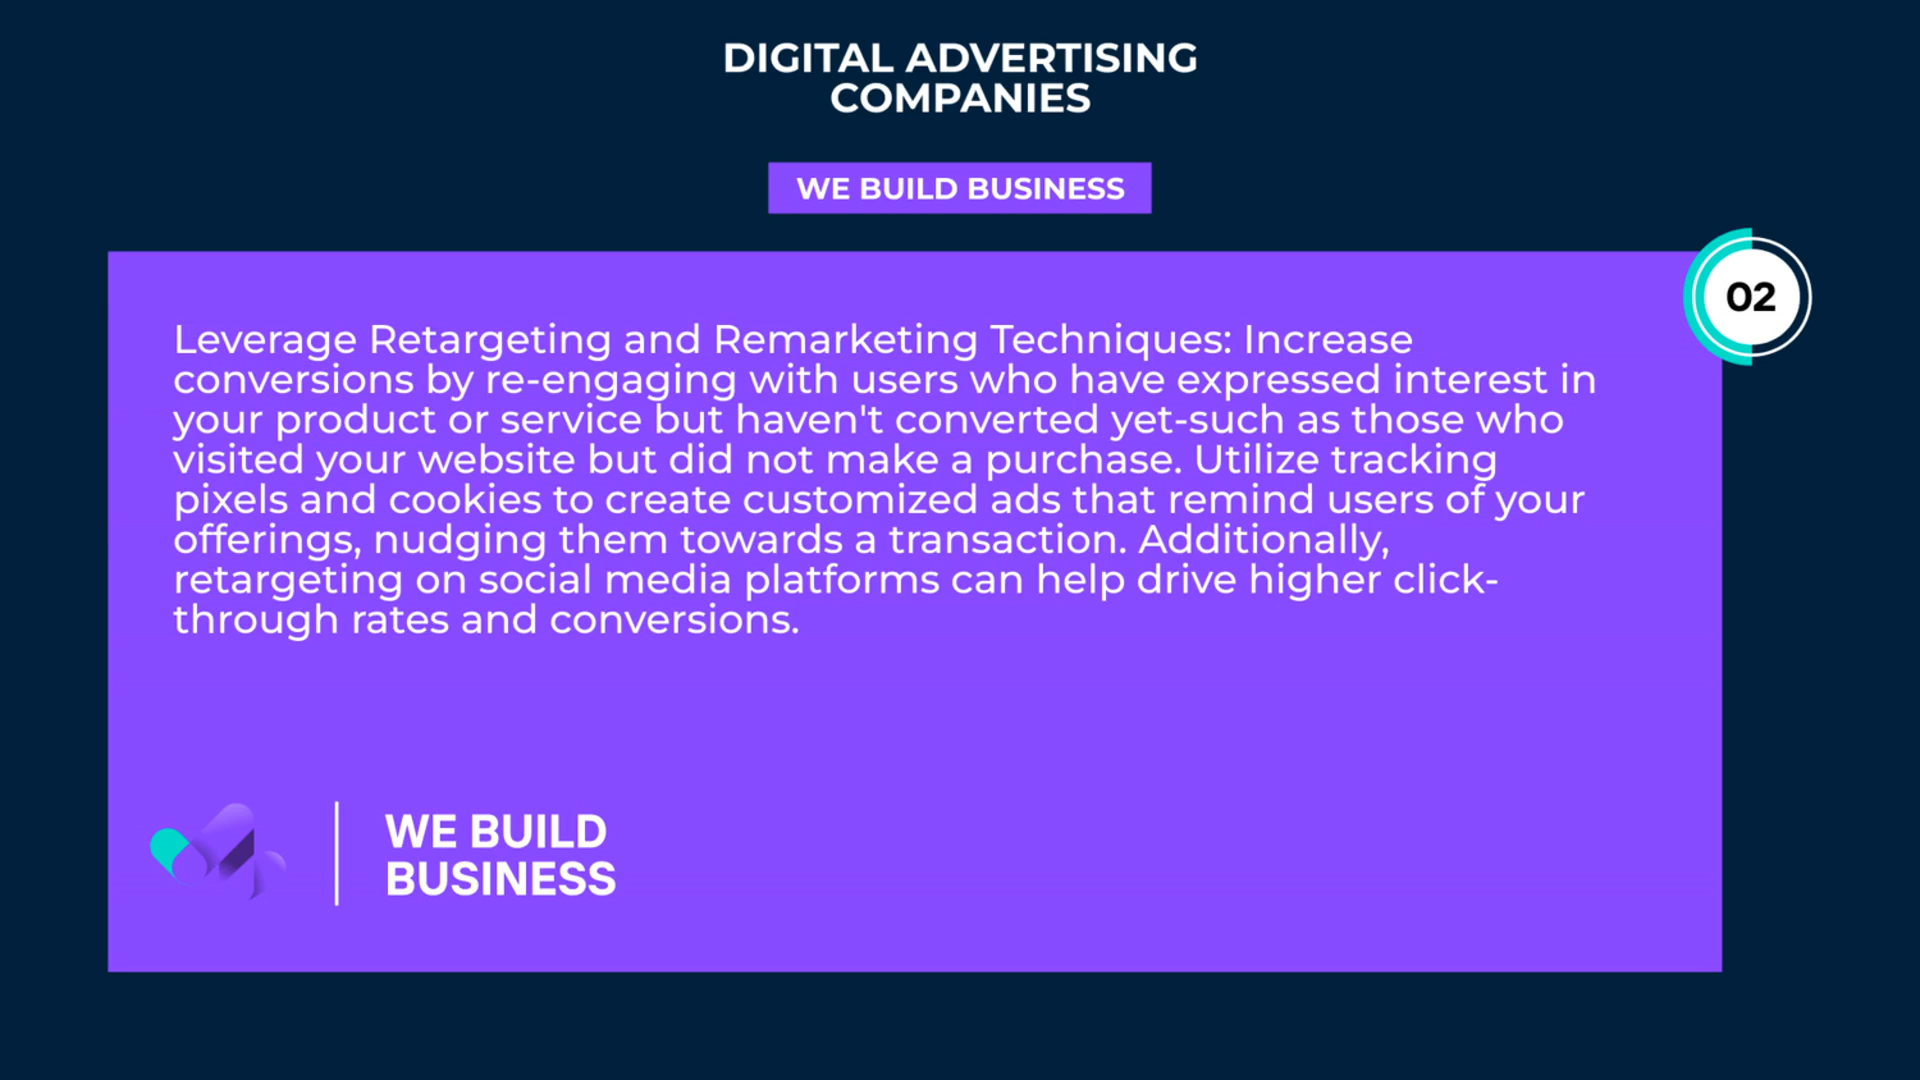 DIGITAL ADVERTISING
COMPANIES
WE BUILD BUSINESS
02
Leverage Retargeting and Remarketing Techniques: Increase
conversions by re-engaging with users who have expressed interest in
your product or service but haven't converted yet-such as those who
visited your website but did not make a purchase. Utilize tracking
pixels and cookies to create customized ads that remind users of your
offerings, nudging them towards a transaction. Additionally,
retargeting on social media platforms can help drive higher click-
through rates and conversions.
WE BUILD
BUSINESS